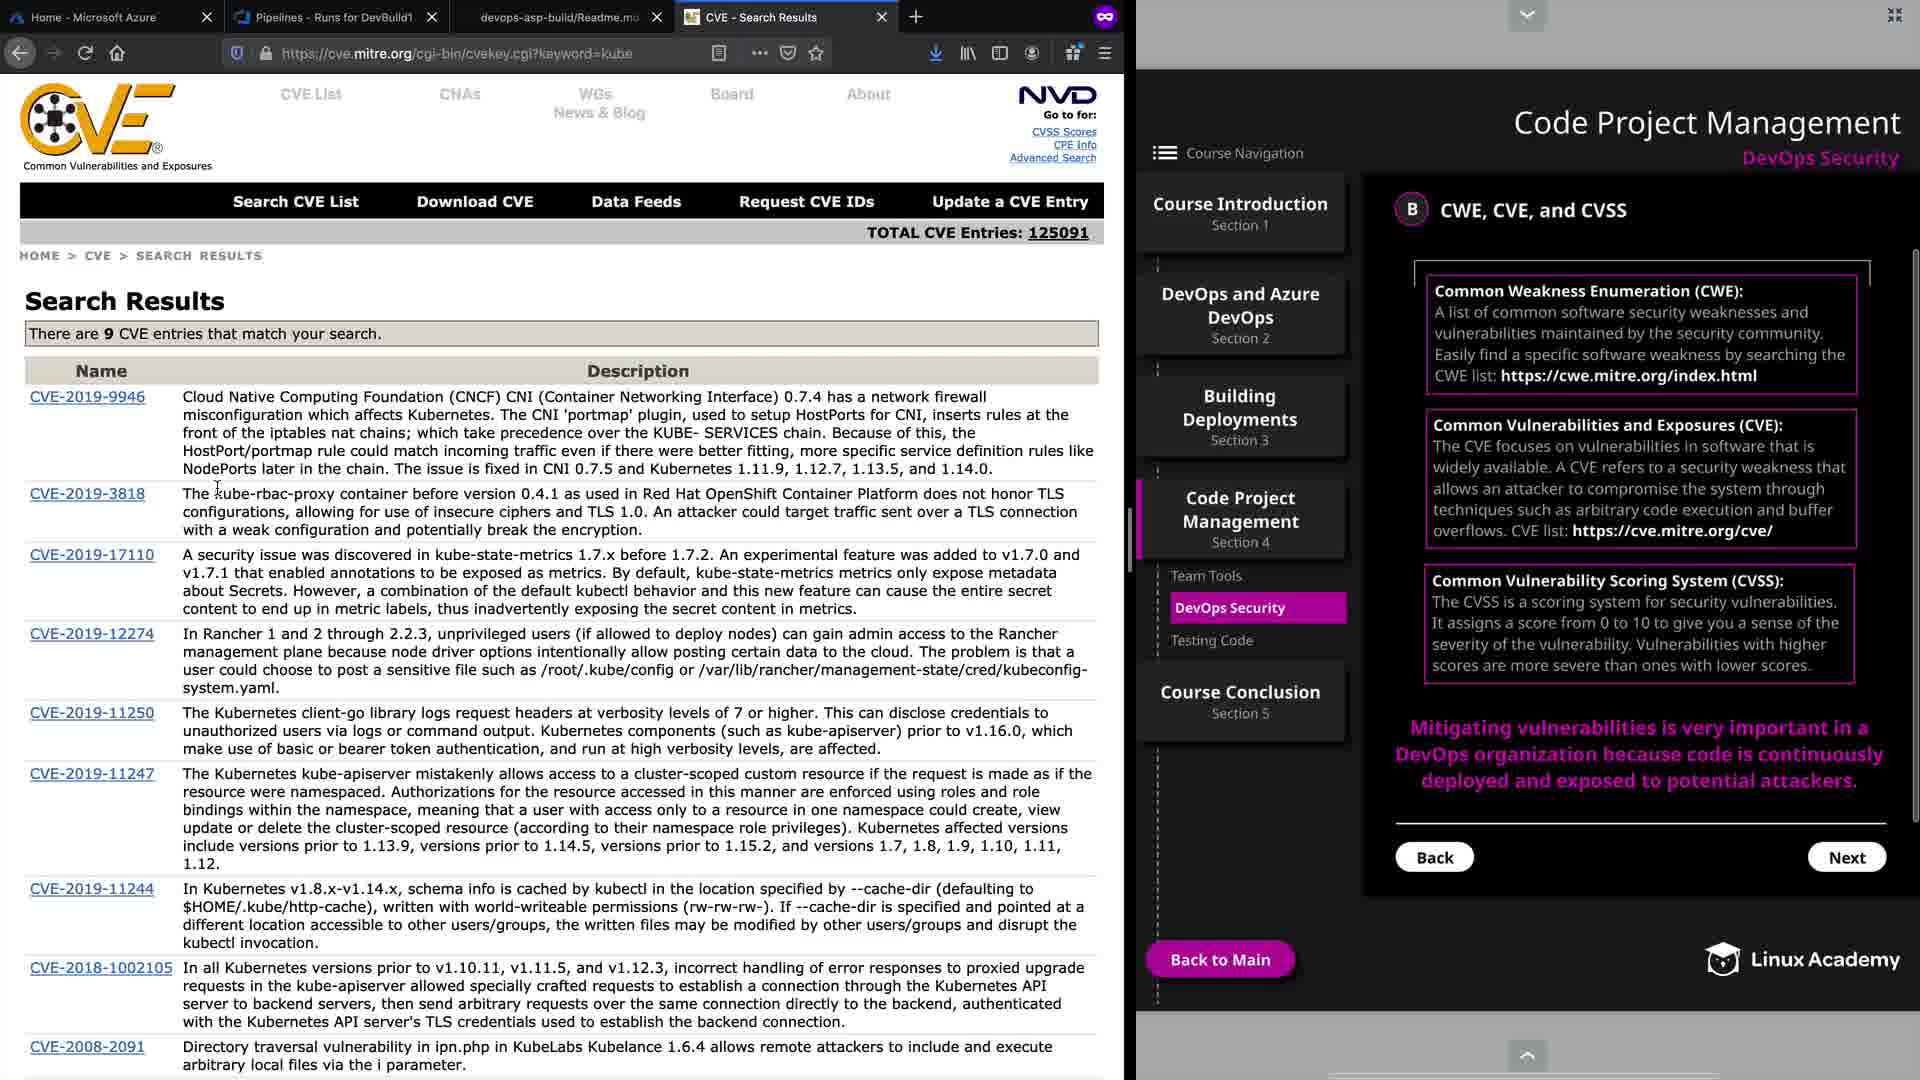 Home - Microsoft Azure
Pipelines - Runs for DevBuild1
devops-asp-build/Readme.mo
CVE - Search Results
https://cve.mitre.org/cgi-bin/cvekey.cgi?keyword=kube
CVE®
Common Vulnerabilities and Exposures
CVE List
CNAs
WGs
Board
About
News & Blog
NVD
Go to for:
CVSS Scores
CPE Info
Advanced Search
Search CVE List
Download CVE
Data Feeds
Request CVE IDs
Update a CVE Entry
TOTAL CVE Entries: 125091
HOME > CVE > SEARCH RESULTS
Search Results
There are 9 CVE entries that match your search.
Name
Description
CVE-2019-9946
Cloud Native Computing Foundation (CNCF) CNI (Container Networking Interface) 0.7.4 has a network firewall
misconfiguration which affects Kubernetes. The CNI 'portmap' plugin, used to setup HostPorts for CNI, inserts rules at the
front of the iptables nat chains; which take precedence over the KUBE- SERVICES chain. Because of this, the
HostPort/portmap rule could match incoming traffic even if there were better fitting, more specific service definition rules like
NodePorts later in the chain. The issue is fixed in CNI 0.7.5 and Kubernetes 1.11.9, 1.12.7, 1.13.5, and 1.14.0.
CVE-2019-3818
The kube-rbac-proxy container before version 0.4.1 as used in Red Hat OpenShift Container Platform does not honor TLS
configurations, allowing for use of insecure ciphers and TLS 1.0. An attacker could target traffic sent over a TLS connection
with a weak configuration and potentially break the encryption.
CVE-2019-17110
A security issue was discovered in kube-state-metrics 1.7.x before 1.7.2. An experimental feature was added to v1.7.0 and
v1.7.1 that enabled annotations to be exposed as metrics. By default, kube-state-metrics metrics only expose metadata
about Secrets. However, a combination of the default kubectl behavior and this new feature can cause the entire secret
content to end up in metric labels, thus inadvertently exposing the secret content in metrics.
CVE-2019-12274
In Rancher 1 and 2 through 2.2.3, unprivileged users (if allowed to deploy nodes) can gain admin access to the Rancher
management plane because node driver options intentionally allow posting certain data to the cloud. The problem is that a
user could choose to post a sensitive file such as /root/.kube/config or /var/lib/rancher/management-state/cred/kubeconfig-
system.yaml.
CVE-2019-11250
The Kubernetes client-go library logs request headers at verbosity levels of 7 or higher. This can disclose credentials to
unauthorized users via logs or command output. Kubernetes components (such as kube-apiserver) prior to v1.16.0, which
make use of basic or bearer token authentication, and run at high verbosity levels, are affected.
CVE-2019-11247
The Kubernetes kube-apiserver mistakenly allows access to a cluster-scoped custom resource if the request is made as if the
resource were namespaced. Authorizations for the resource accessed in this manner are enforced using roles and role
bindings within the namespace, meaning that a user with access only to a resource in one namespace could create, view
update or delete the cluster-scoped resource (according to their namespace role privileges). Kubernetes affected versions
include versions prior to 1.13.9, versions prior to 1.14.5, versions prior to 1.15.2, and versions 1.7, 1.8, 1.9, 1.10, 1.11,
1.12.
CVE-2019-11244
In Kubernetes v1.8.x-v1.14.x, schema info is cached by kubectl in the location specified by --cache-dir (defaulting to
$HOME/.kube/http-cache), written with world-writeable permissions (rw-rw-rw-). If --cache-dir is specified and pointed at a
different location accessible to other users/groups, the written files may be modified by other users/groups and disrupt the
kubectl invocation.
CVE-2018-1002105
In all Kubernetes versions prior to v1.10.11, v1.11.5, and v1.12.3, incorrect handling of error responses to proxied upgrade
requests in the kube-apiserver allowed specially crafted requests to establish a connection through the Kubernetes API
server to backend servers, then send arbitrary requests over the same connection directly to the backend, authenticated
with the Kubernetes API server's TLS credentials used to establish the backend connection.
CVE-2008-2091
Directory traversal vulnerability in ipn.php in KubeLabs Kubelance 1.6.4 allows remote attackers to include and execute
arbitrary local files via the i parameter.
Code Project Management
DevOps Security
Course Navigation
Course Introduction
Section 1
DevOps and Azure
DevOps
Section 2
Building
Deployments
Section 3
Code Project
Management
Section 4
Team Tools
DevOps Security
Testing Code
Course Conclusion
Section 5
Back to Main
B CWE, CVE, and CVSS
Common Weakness Enumeration (CWE):
A list of common software security weaknesses and
vulnerabilities maintained by the security community.
Easily find a specific software weakness by searching the
CWE list: https://cwe.mitre.org/index.html
Common Vulnerabilities and Exposures (CVE):
The CVE focuses on vulnerabilities in software that is
widely available. A CVE refers to a security weakness that
allows an attacker to compromise the system through
techniques such as arbitrary code execution and buffer
overflows. CVE list: https://cve.mitre.org/cve/
Common Vulnerability Scoring System (CVSS):
The CVSS is a scoring system for security vulnerabilities.
It assigns a score from 0 to 10 to give you a sense of the
severity of the vulnerability. Vulnerabilities with higher
scores are more severe than ones with lower scores.
Mitigating vulnerabilities is very important in a
DevOps organization because code is continuously
deployed and exposed to potential attackers.
Back
Next
Linux Academy